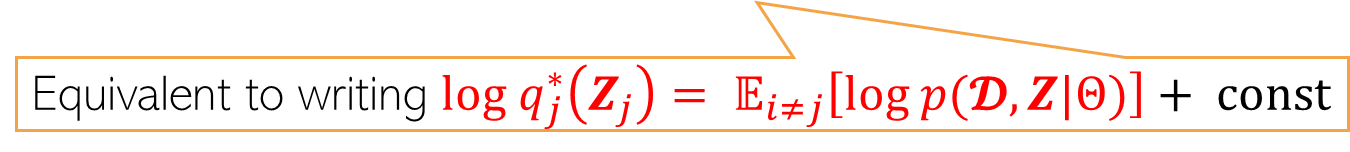 Equivalent to writing log q*_j(𝒁_j) = 𝔼_{i≠j}[log p(𝓓, 𝒁|Θ)] + const